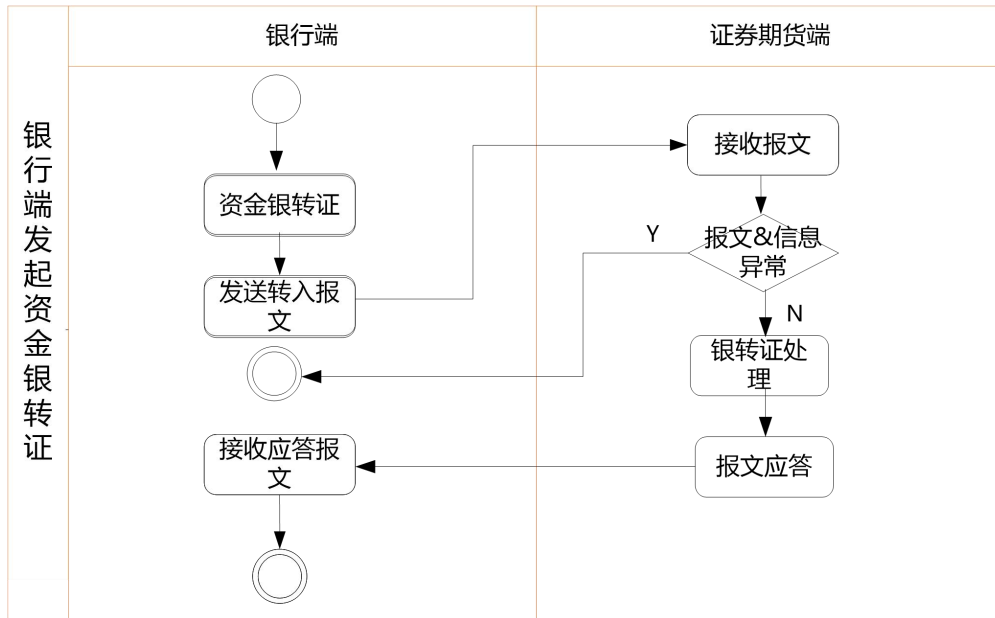 银行端
证券期货端
银行端发起资金银转证
资金银转证
发送转入报
文
接收报文
Y
报文&信息
异常
N
银转证处
理
接收应答报
文
报文应答